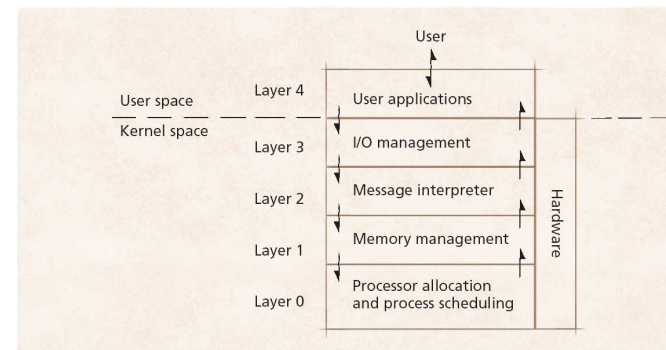 User
Layer 4
User applications
User space
Kernel space
Layer 3
I/O management
Layer 2
Message interpreter
Layer 1
Memory management
Layer 0
Processor allocation
and process scheduling
Hardware